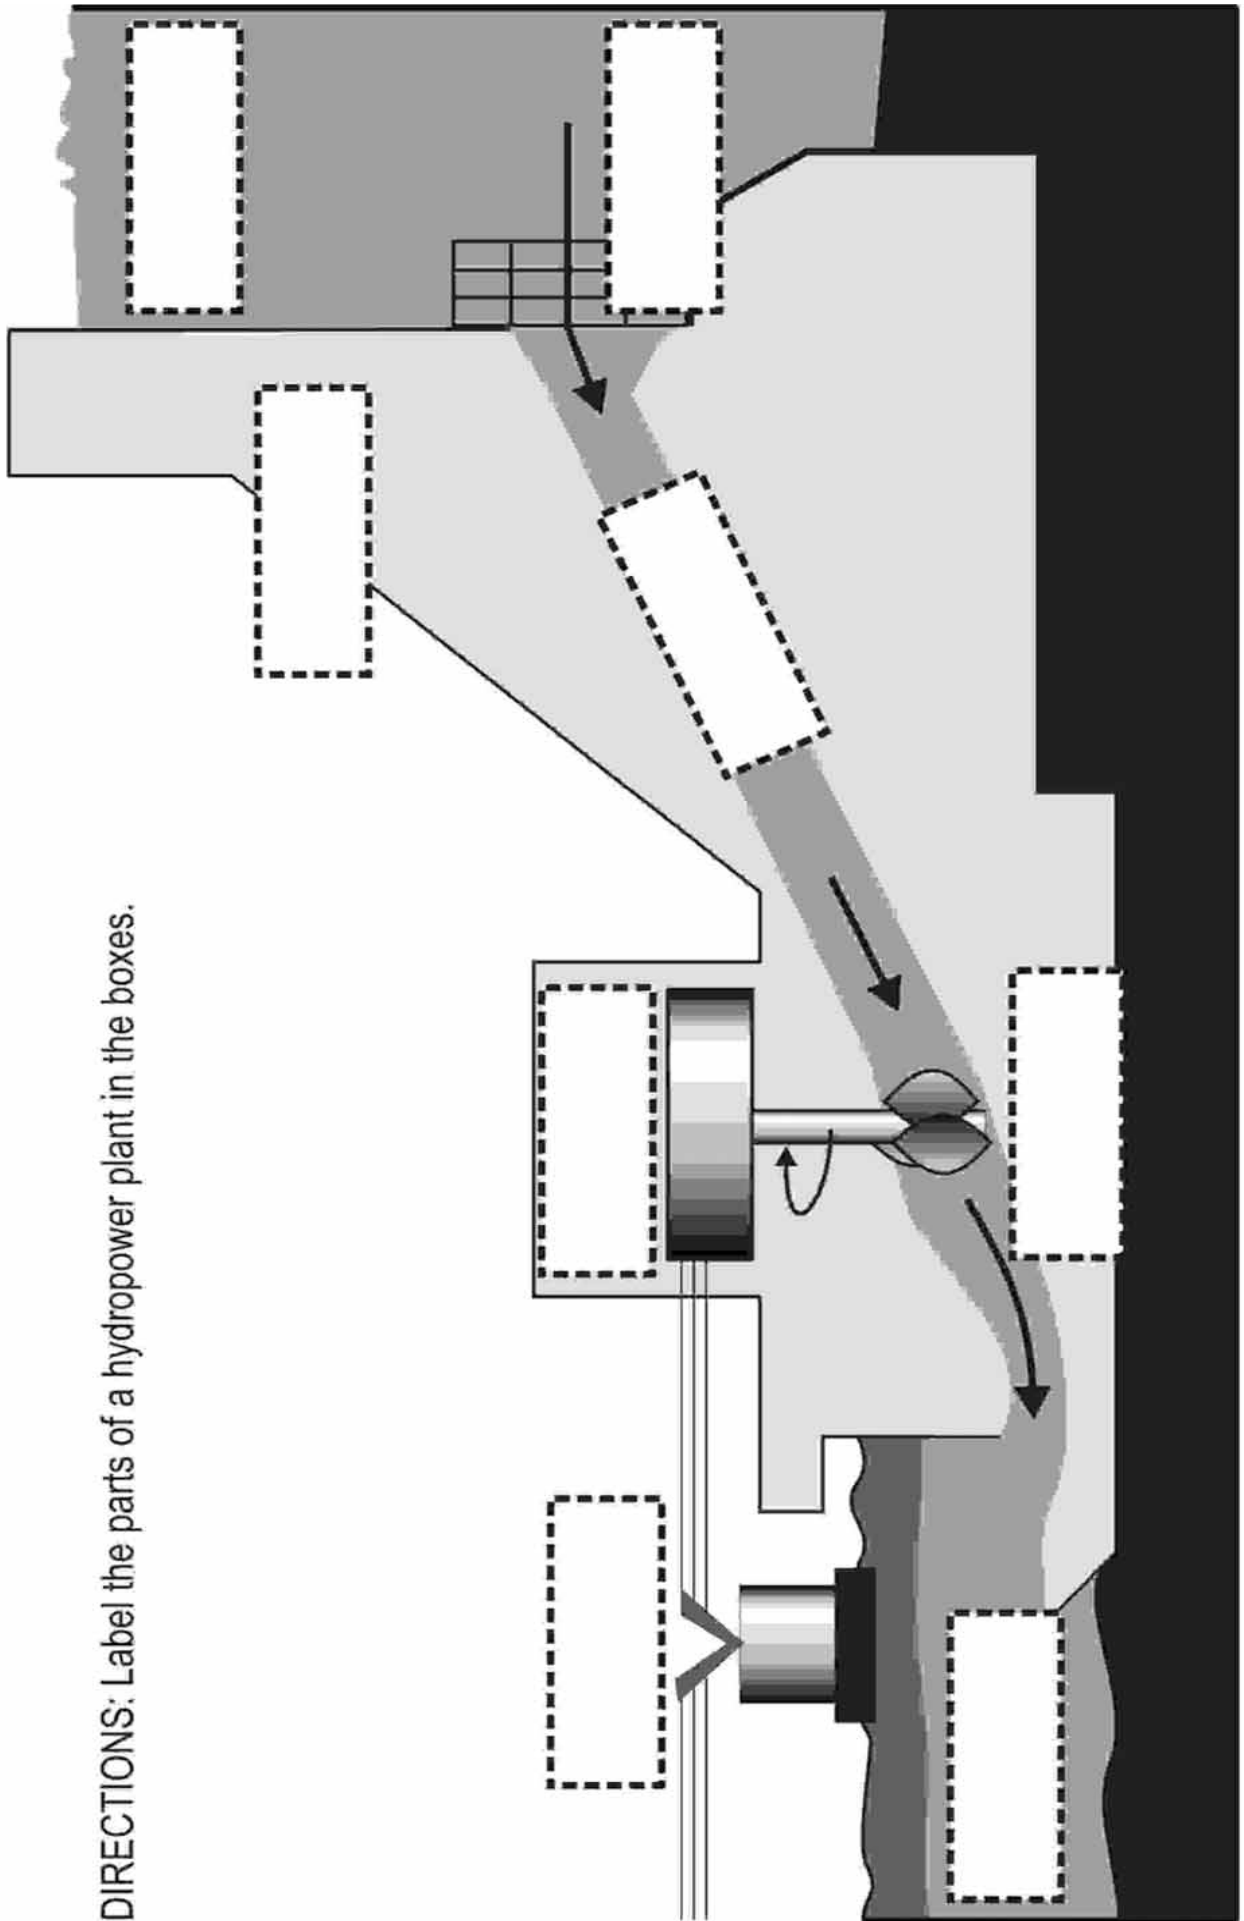 DIRECTIONS: Label the parts of a hydropower plant in the boxes.